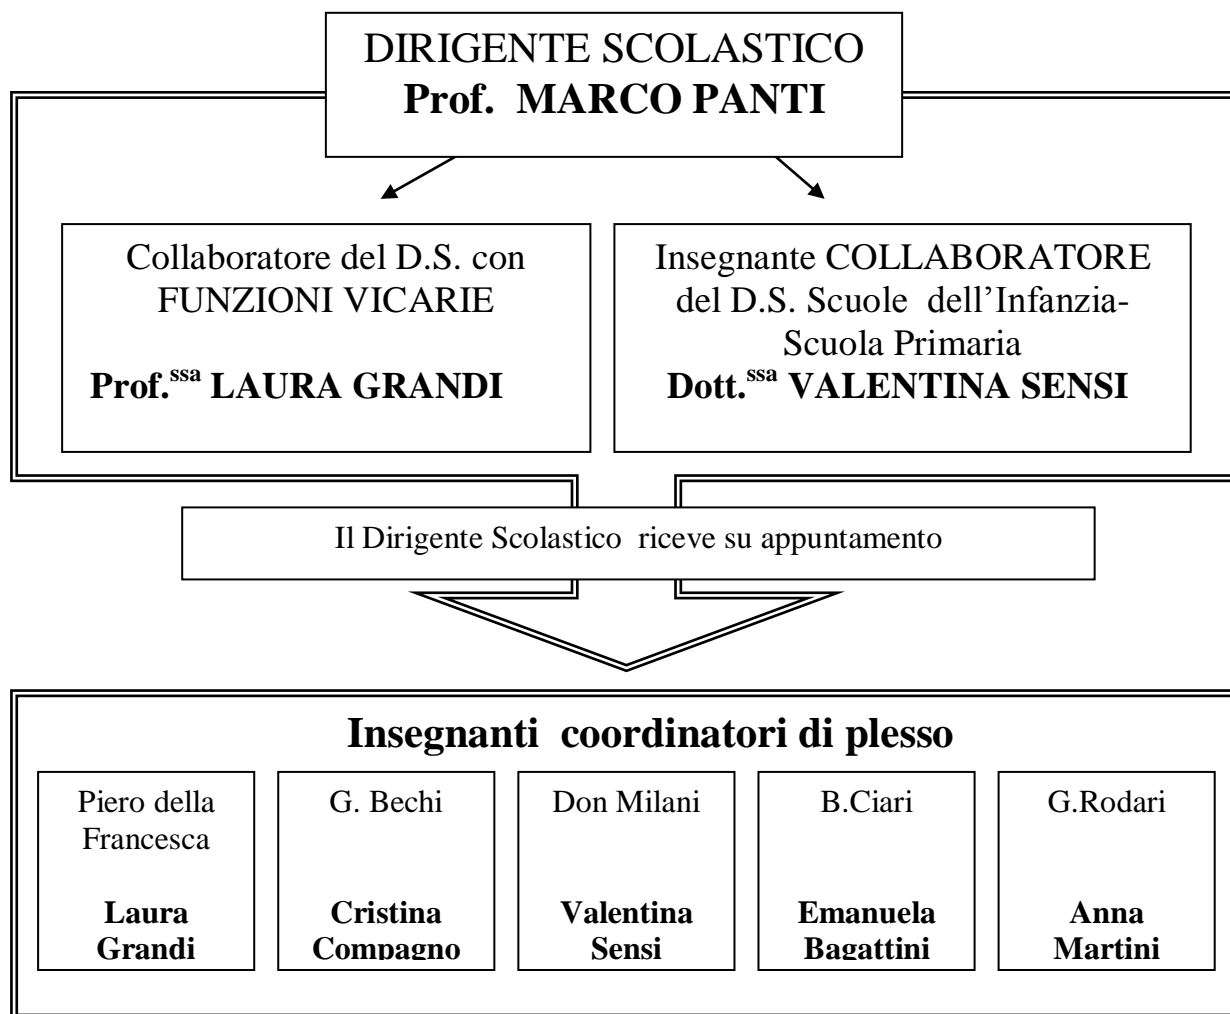 DIRIGENTE SCOLASTICO
Prof. MARCO PANTI
Collaboratore del D.S. con
FUNZIONI VICARIE
Prof.ssa LAURA GRANDI
Insegnante COLLABORATORE
del D.S. Scuole dell’Infanzia-
Scuola Primaria
Dott.ssa VALENTINA SENSI
Il Dirigente Scolastico riceve su appuntamento
Insegnanti coordinatori di plesso
Piero della
Francesca
Laura
Grandi
G. Bechi
Cristina
Compagno
Don Milani
Valentina
Sensi
B.Ciari
Emanuela
Bagattini
G.Rodari
Anna
Martini